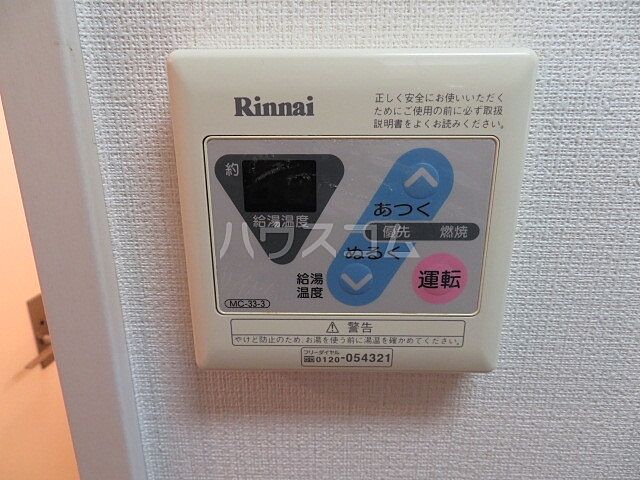 Rinnai
正しく安全にお使いいただく
ためにご使用の前に必ず取扱
説明書をよくお読みください。
約
給湯温度
あつく
優先 燃焼
ぬるく
ハウスコム
給湯
温度
運転
MC-33-3
⚠ 警告
やけど防止のため、お湯を使う前に湯温を確かめてください。
フリーダイヤル
0120-054321